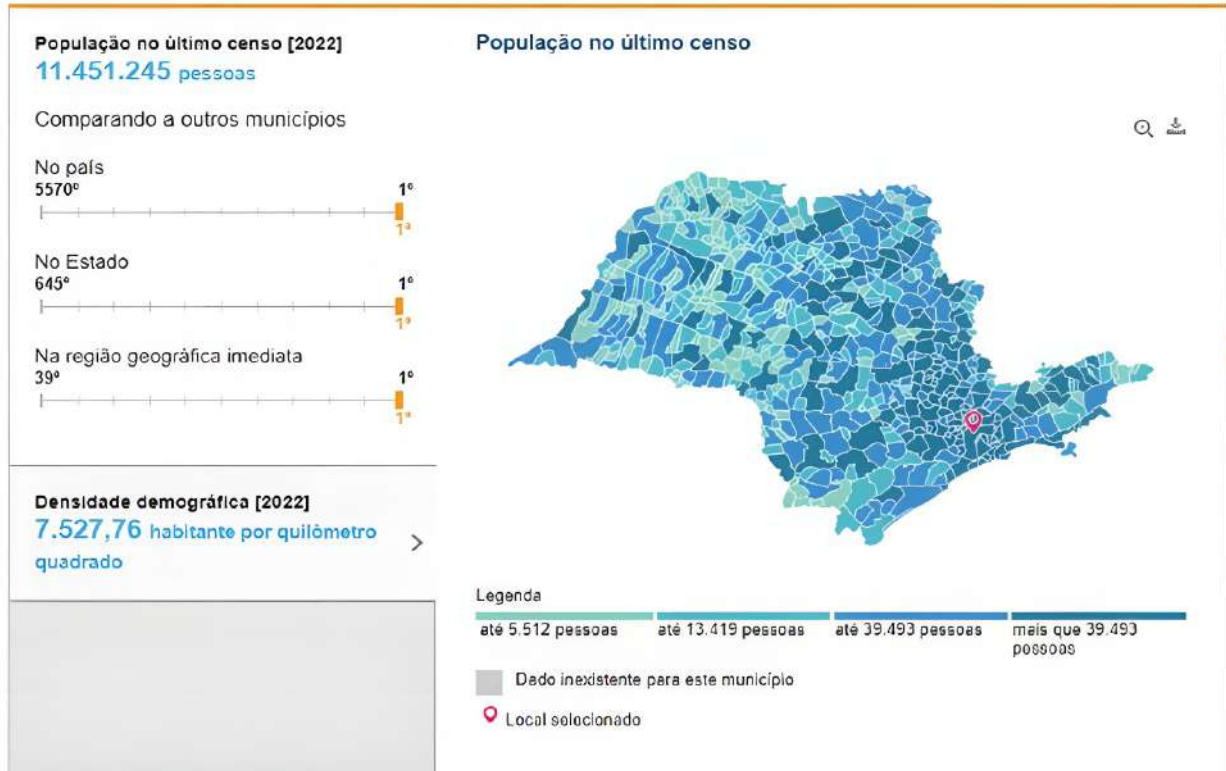 População no último censo [2022]
11.451.245 pessoas
Comparando a outros municípios
No país
5570º 1º
1º
No Estado
645º 1º
1º
Na região geográfica imediata
39º 1º
1º
Densidade demográfica [2022]
7.527,76 habitante por quilômetro
quadrado
População no último censo
Legenda
até 5.512 pessoas
até 13.419 pessoas
até 39.493 pessoas
mais que 39.493
pessoas
Dado inexistente para este município
Local selecionado